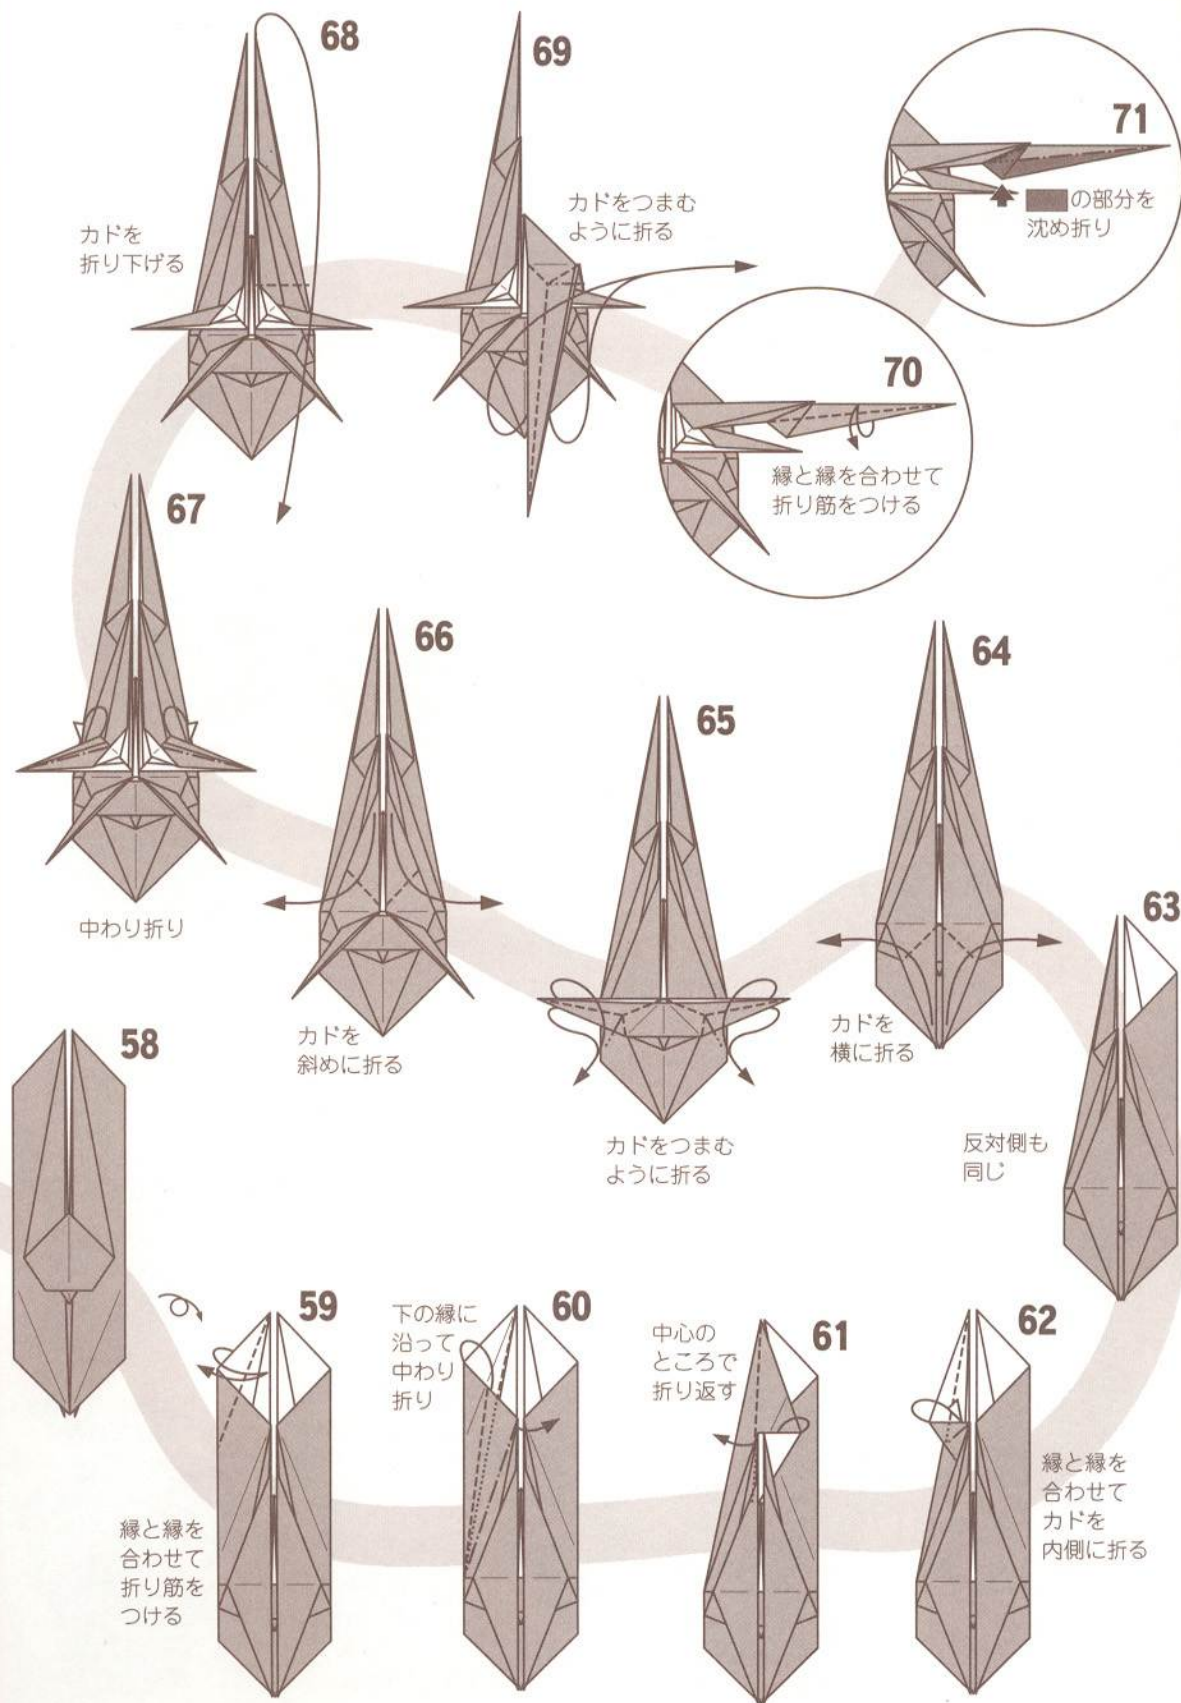 58
59
縁と縁を
合わせて
折り筋を
つける
60
下の縁に
沿って
中わり
折り
61
中心の
ところで
折り返す
62
縁と縁を
合わせて
カドを
内側に折る
63
反対側も
同じ
64
カドを
横に折る
65
カドをつまむ
ように折る
66
カドを
斜めに折る
67
中わり折り
68
カドを
折り下げる
69
カドをつまむ
ように折る
70
縁と縁を合わせて
折り筋をつける
71
の部分を
沈め折り